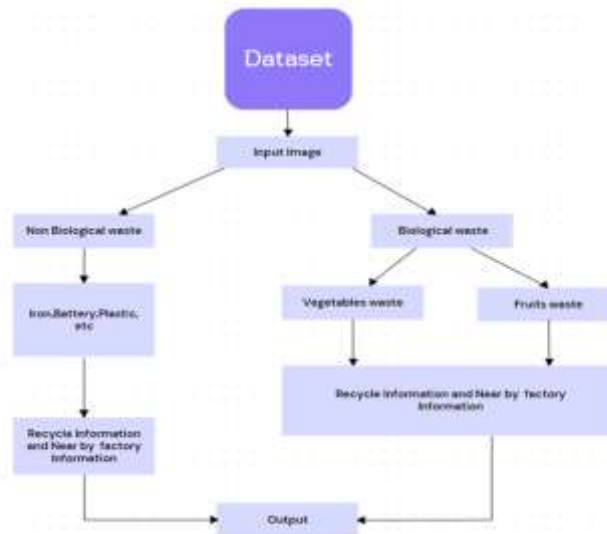 Dataset
Input Image
Non Biological waste
Biological waste
Iron,Battery,Plastic,
etc
Vegetables waste
Fruits waste
Recycle Information and Near by factory
Information
Recycle Information
and Near by factory
Information
Output